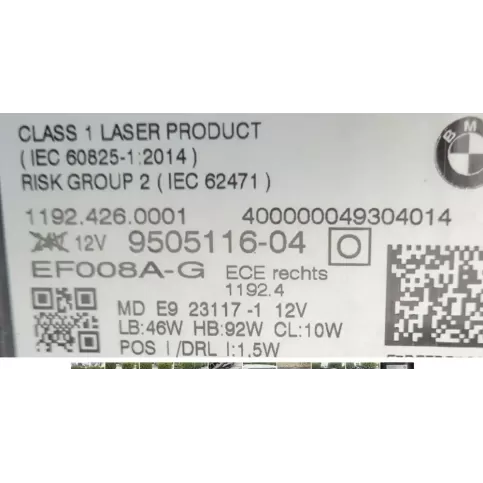 CLASS 1 LASER PRODUCT
( IEC 60825-1:2014 )
RISK GROUP 2 ( IEC 62471 )
BM
1192.426.0001 400000049304014
12V 9505116-04
EF008A-G ECE rechts
1192.4
MD E9 23117 -1 12V
LB:46W HB:92W CL:10W
POS I /DRL I:1,5W